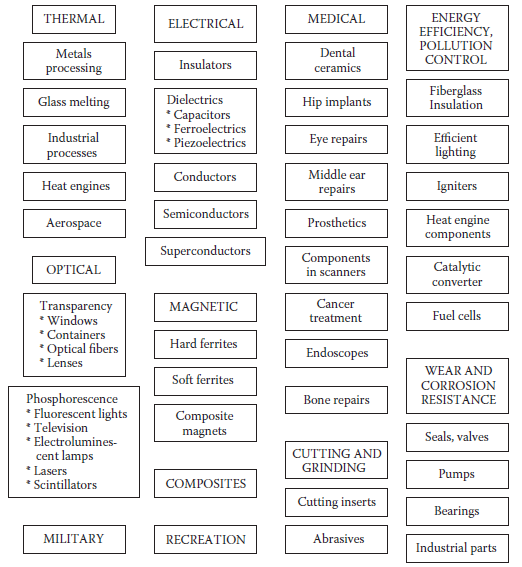 THERMAL
Metals
processing
Glass melting
Industrial
processes
Heat engines
Aerospace
OPTICAL
Transparency
* Windows
* Containers
* Optical fibers
* Lenses
Phosphorescence
* Fluorescent lights
* Television
* Electrolumines-
cent lamps
* Lasers
* Scintillators
MILITARY
ELECTRICAL
Insulators
Dielectrics
* Capacitors
* Ferroelectrics
* Piezoelectrics
Conductors
Semiconductors
Superconductors
MAGNETIC
Hard ferrites
Soft ferrites
Composite
magnets
COMPOSITES
RECREATION
MEDICAL
Dental
ceramics
Hip implants
Eye repairs
Middle ear
repairs
Prosthetics
Components
in scanners
Cancer
treatment
Endoscopes
Bone repairs
CUTTING AND
GRINDING
Cutting inserts
Abrasives
ENERGY
EFFICIENCY,
POLLUTION
CONTROL
Fiberglass
Insulation
Efficient
lighting
Igniters
Heat engine
components
Catalytic
converter
Fuel cells
WEAR AND
CORROSION
RESISTANCE
Seals, valves
Pumps
Bearings
Industrial parts